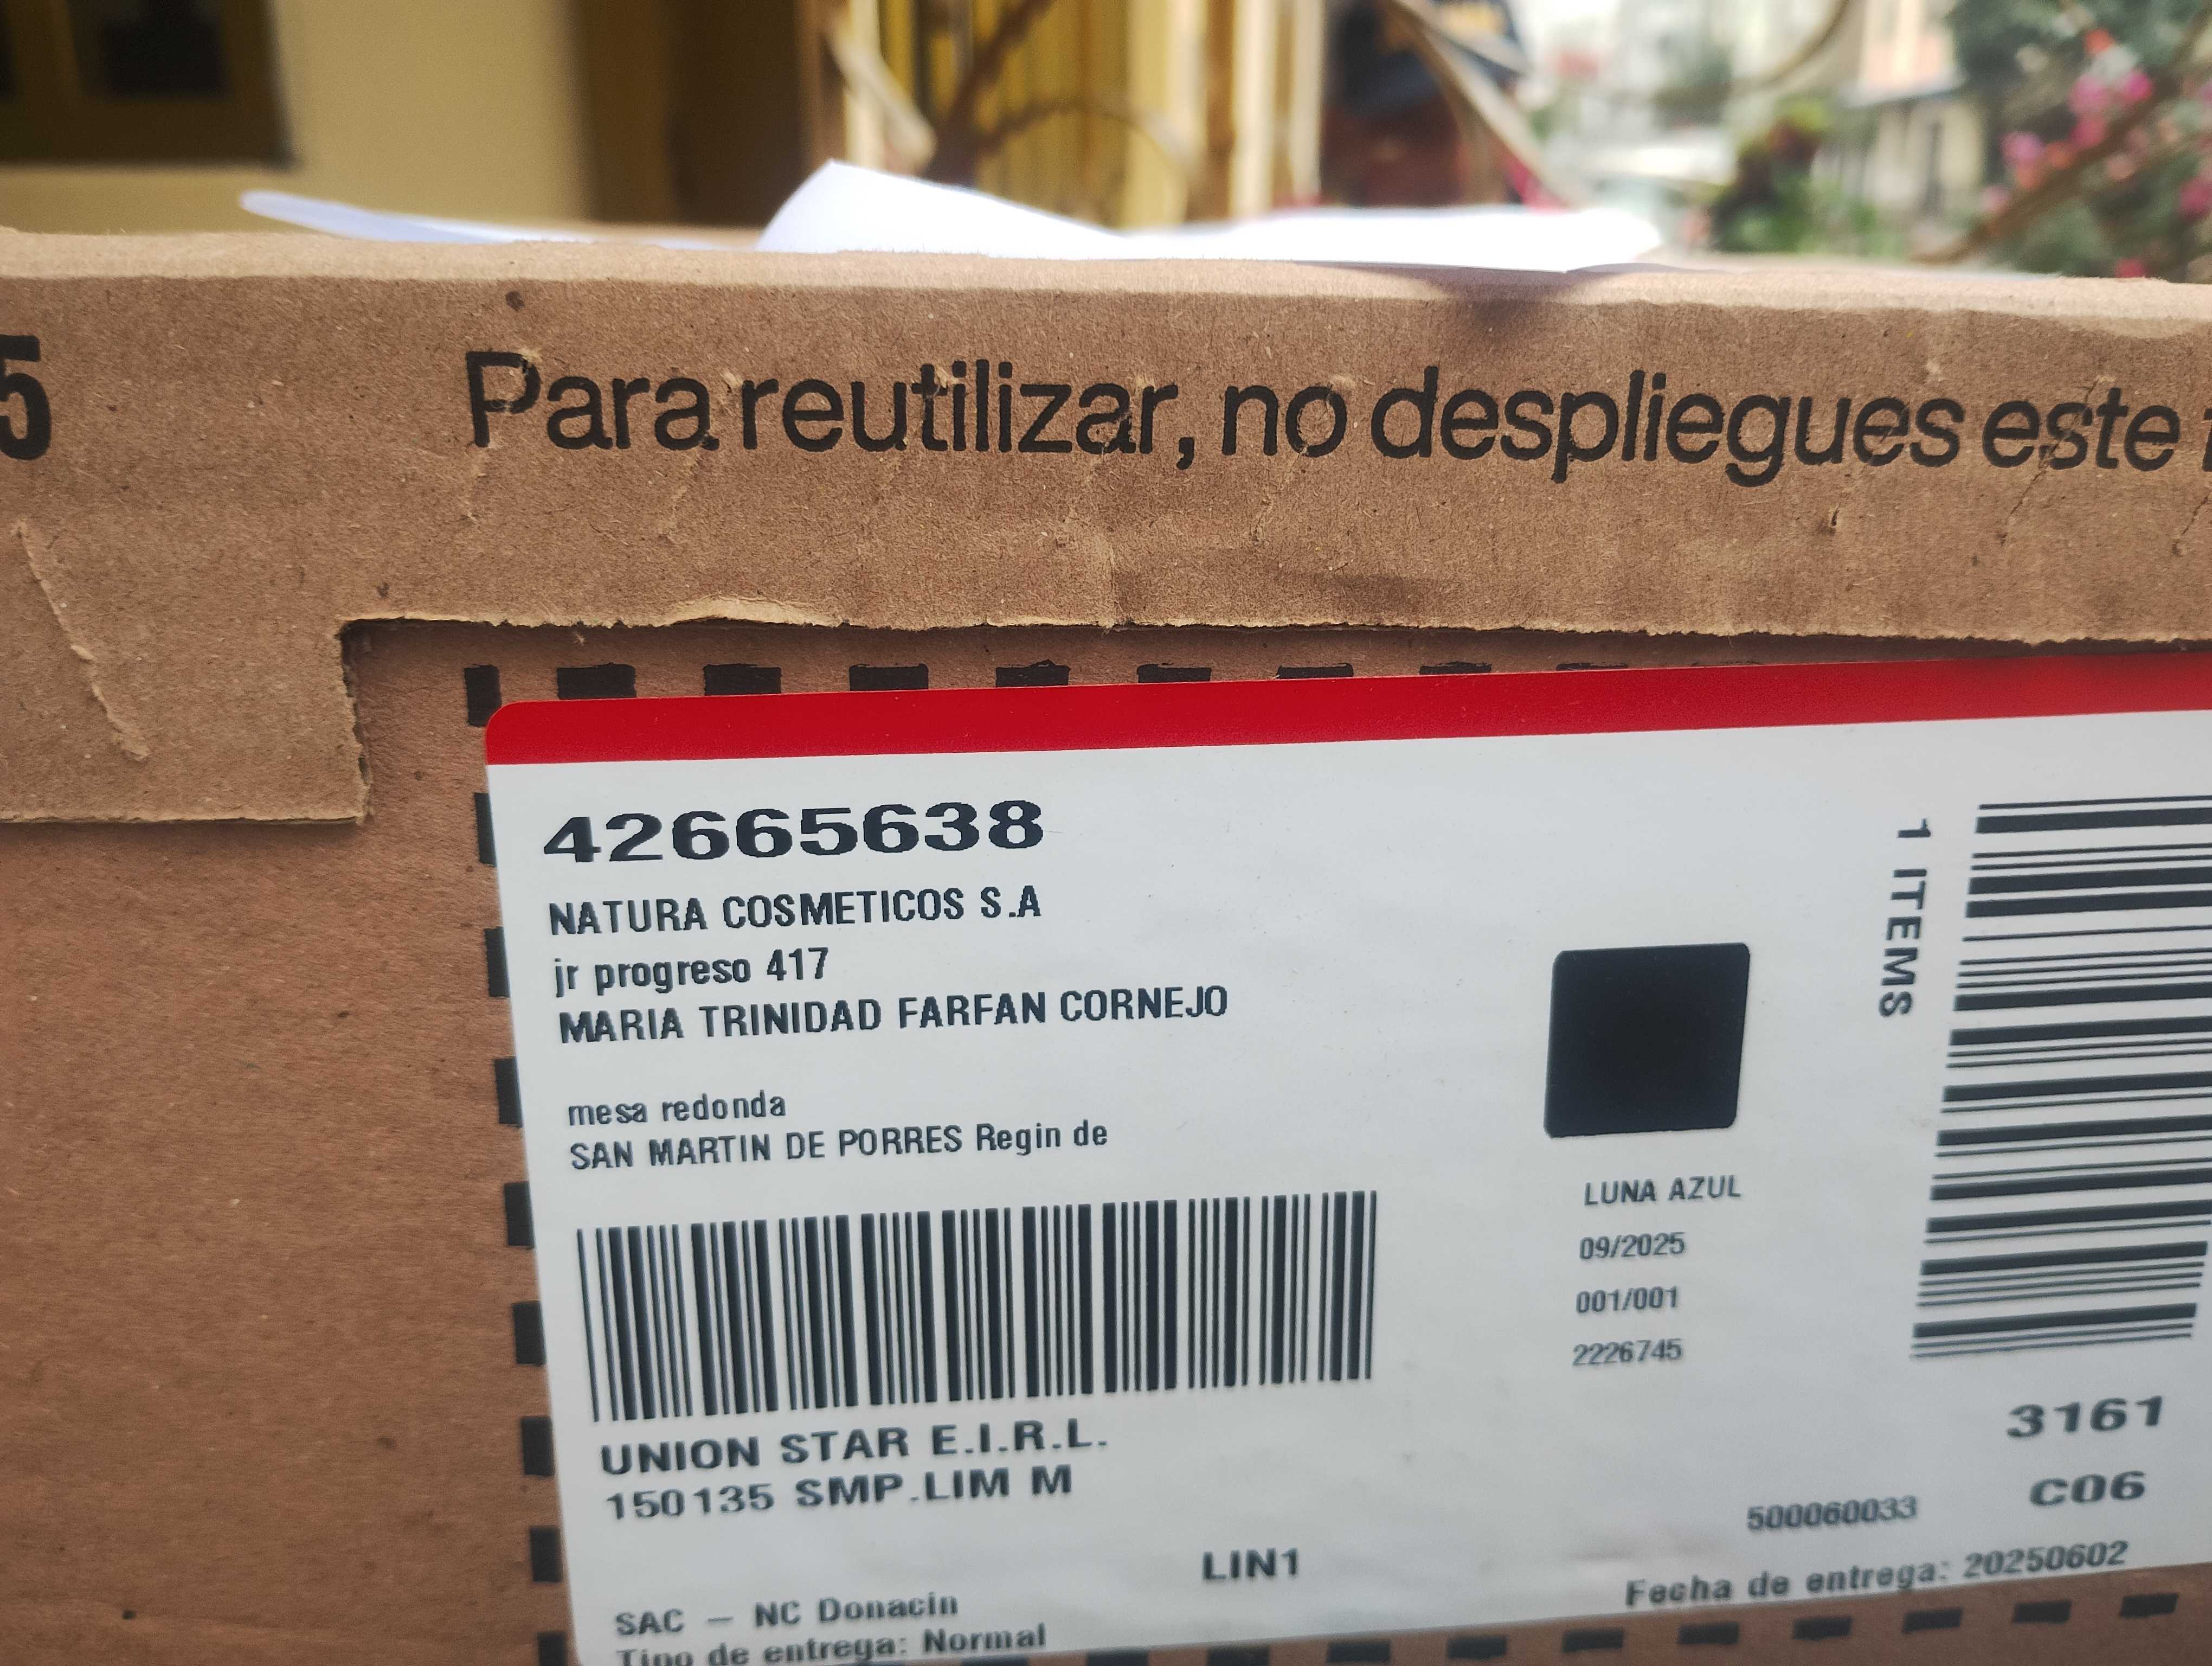 5
Para reutilizar, no despliegues este
42665638
NATURA COSMETICOS S.A
jr progreso 417
MARIA TRINIDAD FARFAN CORNEJO
mesa redonda
SAN MARTIN DE PORRES Regin de
1 ITEMS
LUNA AZUL
09/2025
001/001
2226745
UNION STAR E.I.R.L.
150135 SMP.LIM M
3161
C06
500060033
LIN1
Fecha de entrega: 20250602
SAC - NC Donacin
Tipo de entrega: Normal